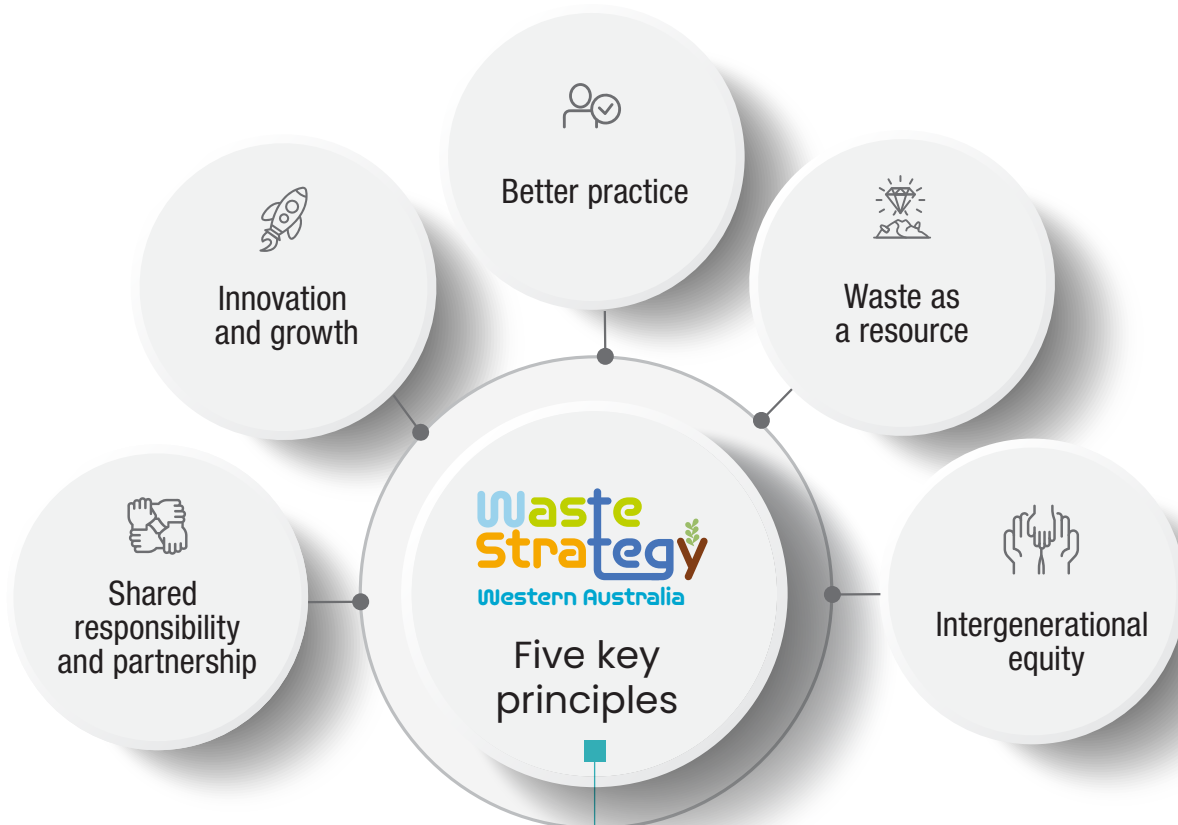 Better practice
Innovation
and growth
Waste as
a resource
Shared
responsibility
and partnership
Waste
Strategy
Western Australia
Five key
principles
Intergenerational
equity